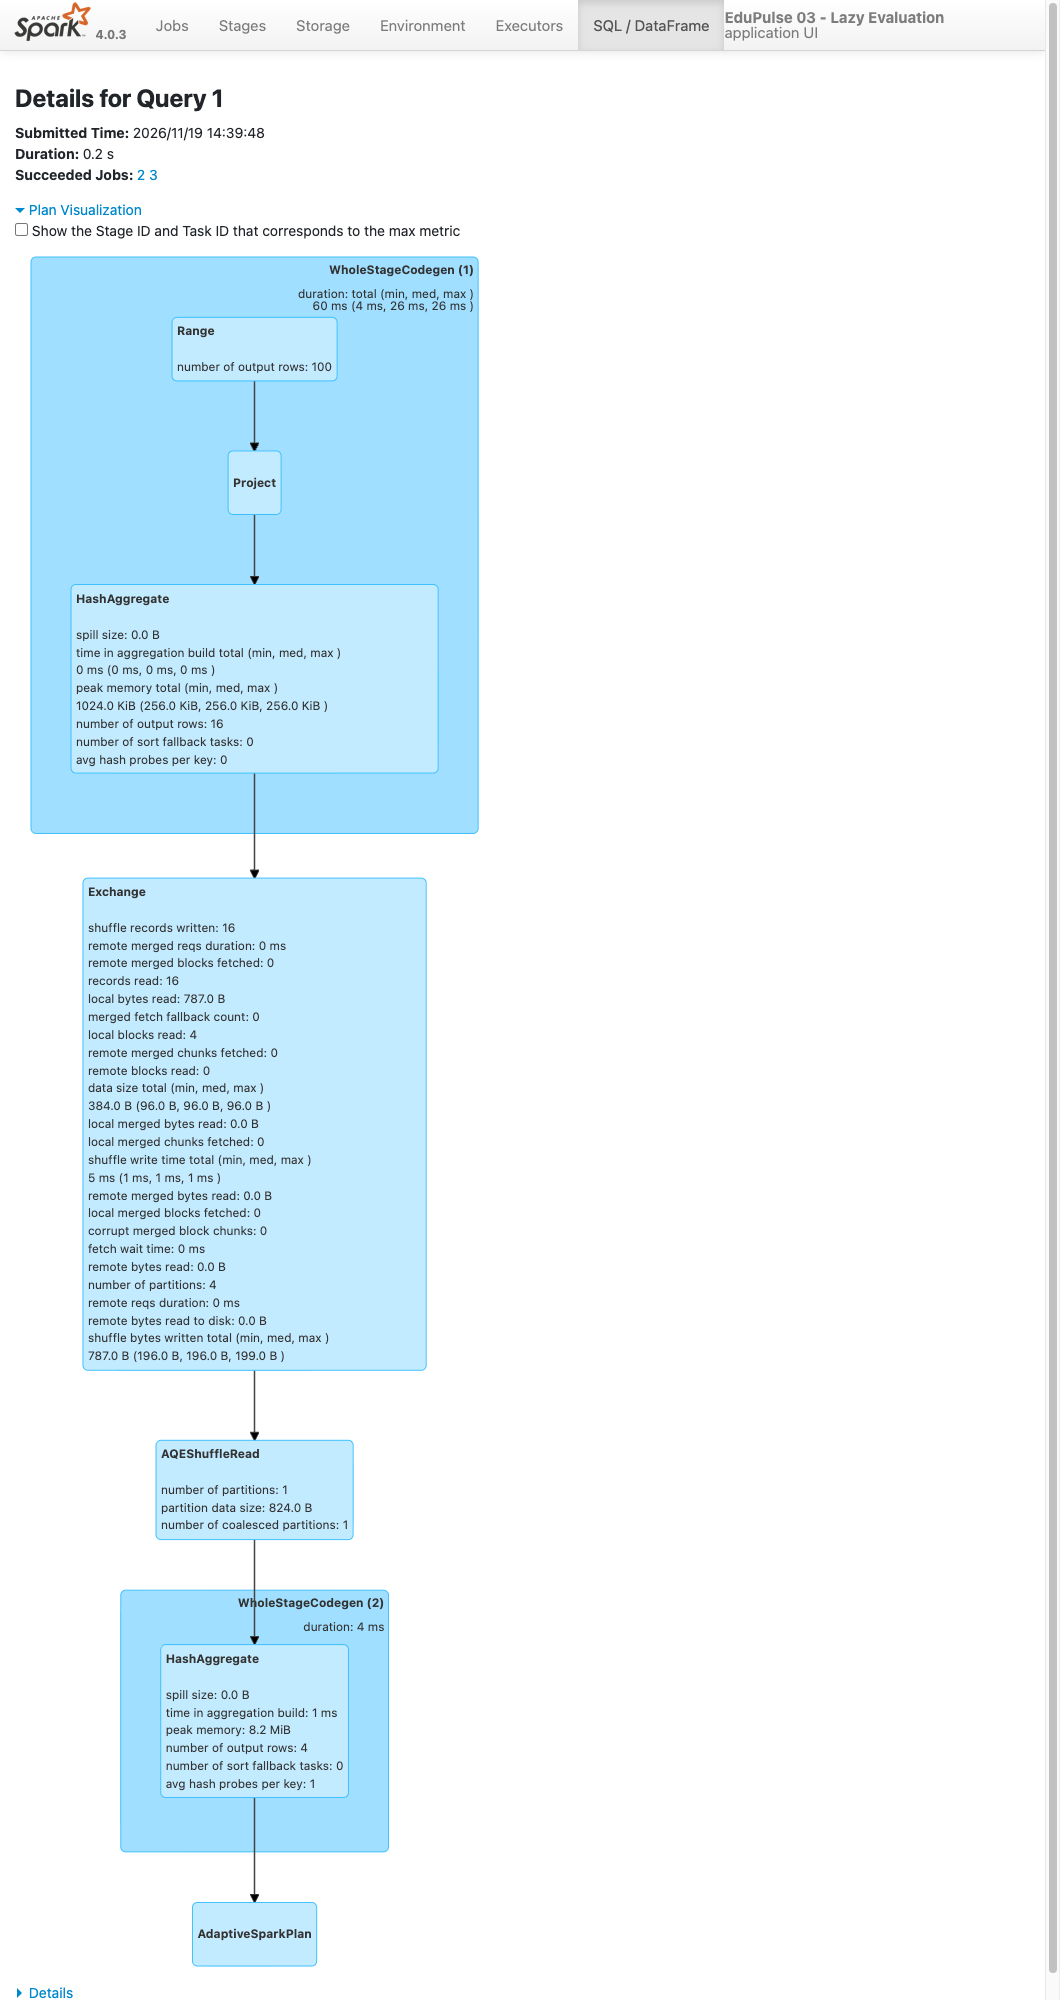 APACHE Spark 4.0.3 Jobs Stages Storage Environment Executors SQL / DataFrame EduPulse 03 - Lazy Evaluation
application UI
Details for Query 1
Submitted Time: 2026/11/19 14:39:48
Duration: 0.2 s
Succeeded Jobs: 2 3
Plan Visualization
Show the Stage ID and Task ID that corresponds to the max metric
WholeStageCodegen (1)
duration: total (min, med, max )
60 ms (4 ms, 26 ms, 26 ms )
Range
number of output rows: 100
Project
HashAggregate
spill size: 0.0 B
time in aggregation build total (min, med, max )
0 ms (0 ms, 0 ms, 0 ms )
peak memory total (min, med, max )
1024.0 KiB (256.0 KiB, 256.0 KiB, 256.0 KiB )
number of output rows: 16
number of sort fallback tasks: 0
avg hash probes per key: 0
Exchange
shuffle records written: 16
remote merged reqs duration: 0 ms
remote merged blocks fetched: 0
records read: 16
local bytes read: 787.0 B
merged fetch fallback count: 0
local blocks read: 4
remote merged chunks fetched: 0
remote blocks read: 0
data size total (min, med, max )
384.0 B (96.0 B, 96.0 B, 96.0 B )
local merged bytes read: 0.0 B
local merged chunks fetched: 0
shuffle write time total (min, med, max )
5 ms (1 ms, 1 ms, 1 ms )
remote merged bytes read: 0.0 B
local merged blocks fetched: 0
corrupt merged block chunks: 0
fetch wait time: 0 ms
remote bytes read: 0.0 B
number of partitions: 4
remote reqs duration: 0 ms
remote bytes read to disk: 0.0 B
shuffle bytes written total (min, med, max )
787.0 B (196.0 B, 196.0 B, 199.0 B )
AQEShuffleRead
number of partitions: 1
partition data size: 824.0 B
number of coalesced partitions: 1
WholeStageCodegen (2)
duration: 4 ms
HashAggregate
spill size: 0.0 B
time in aggregation build: 1 ms
peak memory: 8.2 MiB
number of output rows: 4
number of sort fallback tasks: 0
avg hash probes per key: 1
AdaptiveSparkPlan
Details